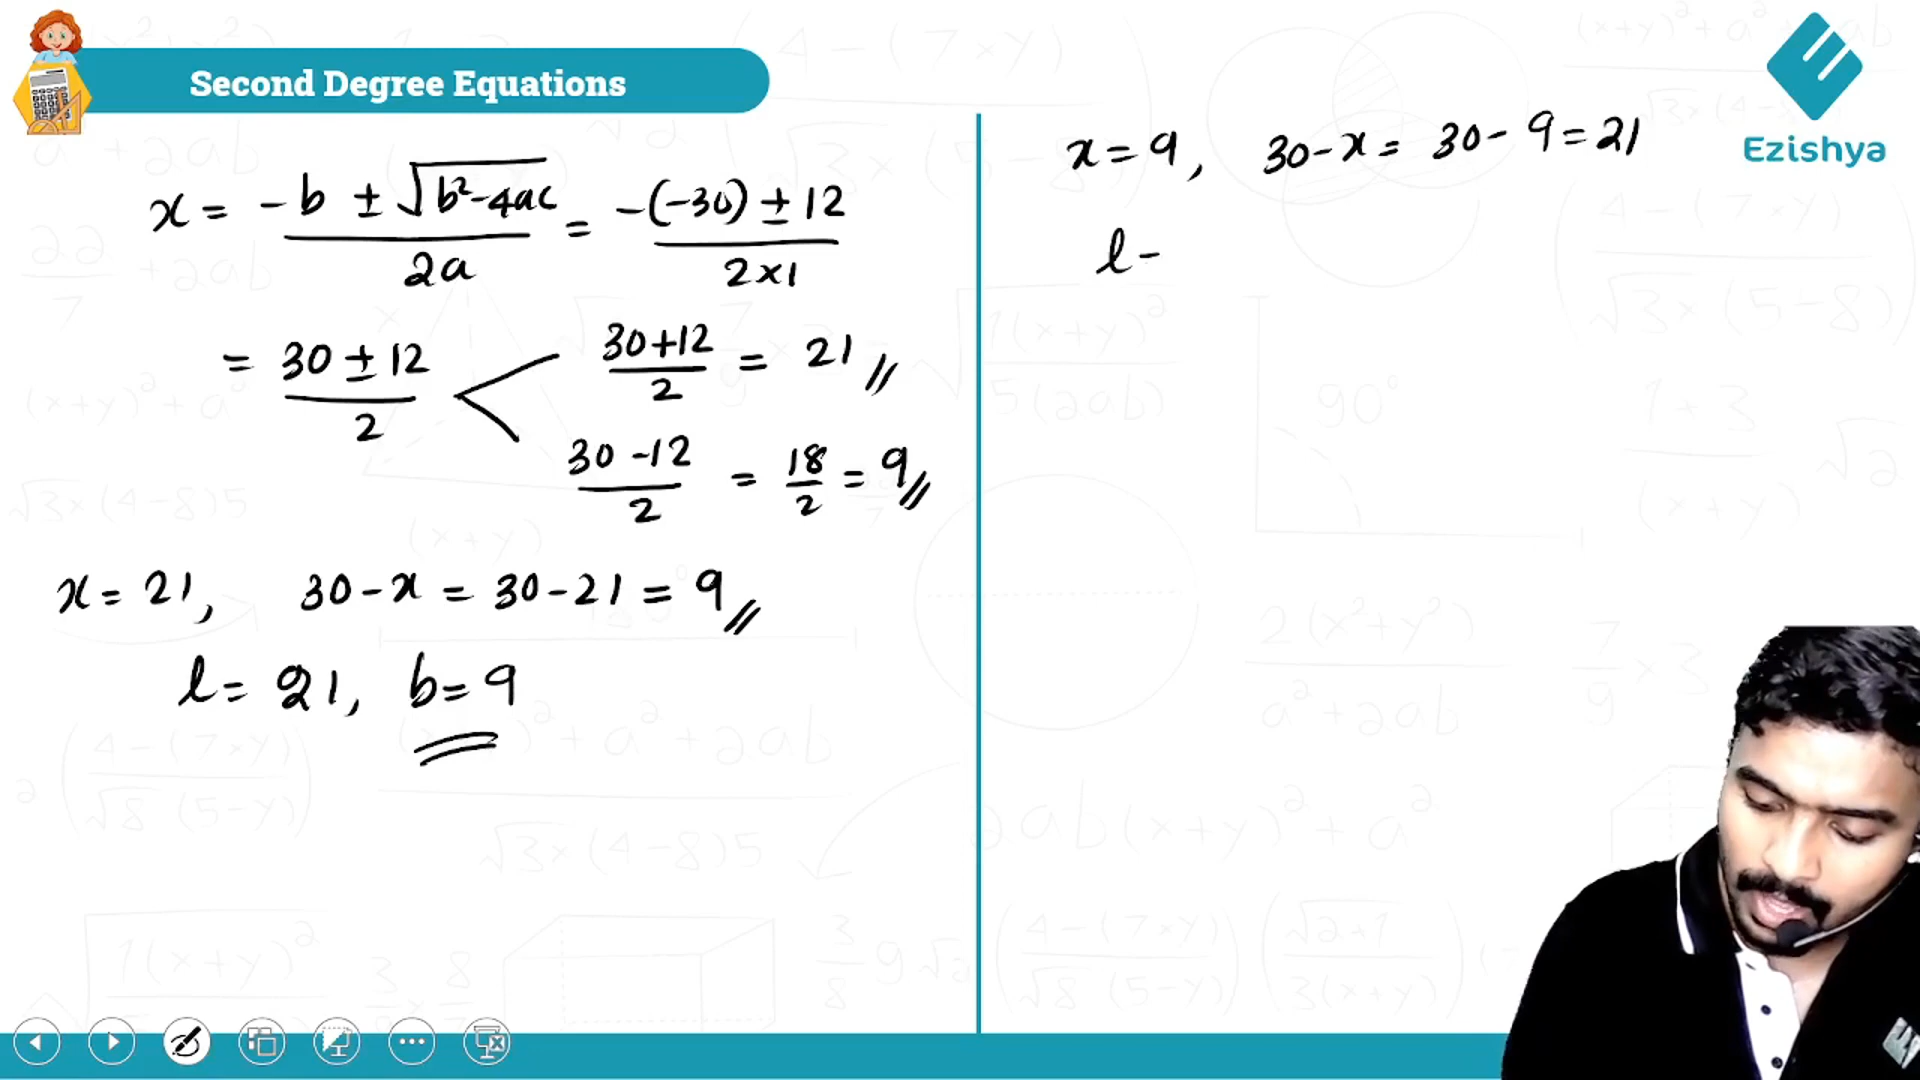 Second Degree Equations
x = -b ± √b²-4ac / 2a = -(-30) ± 12 / 2×1
= 30 ± 12 / 2
30+12 / 2 = 21
30-12 / 2 = 18 / 2 = 9
x = 21, 30-x = 30-21 = 9
l = 21, b = 9
x = 9, 30-x = 30-9 = 21
l -
Ezishya